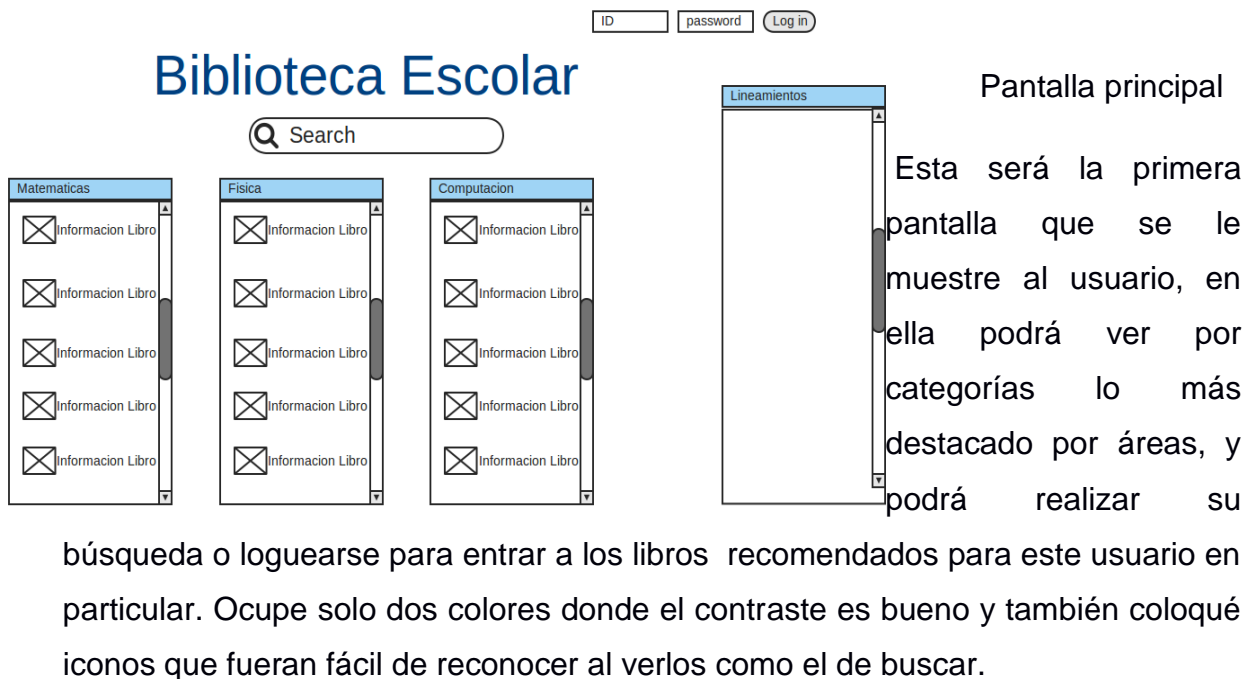 ID password Log in
Biblioteca Escolar
Search
Matematicas
Informacion Libro
Informacion Libro
Informacion Libro
Informacion Libro
Informacion Libro
Fisica
Informacion Libro
Informacion Libro
Informacion Libro
Informacion Libro
Informacion Libro
Computacion
Informacion Libro
Informacion Libro
Informacion Libro
Informacion Libro
Informacion Libro
Lineamientos
Pantalla principal
Esta será la primera
pantalla que se le
muestre al usuario, en
ella podrá ver por
categorías lo más
destacado por áreas, y
podrá realizar su
búsqueda o loguearse para entrar a los libros recomendados para este usuario en
particular. Ocupe solo dos colores donde el contraste es bueno y también coloqué
iconos que fueran fácil de reconocer al verlos como el de buscar.